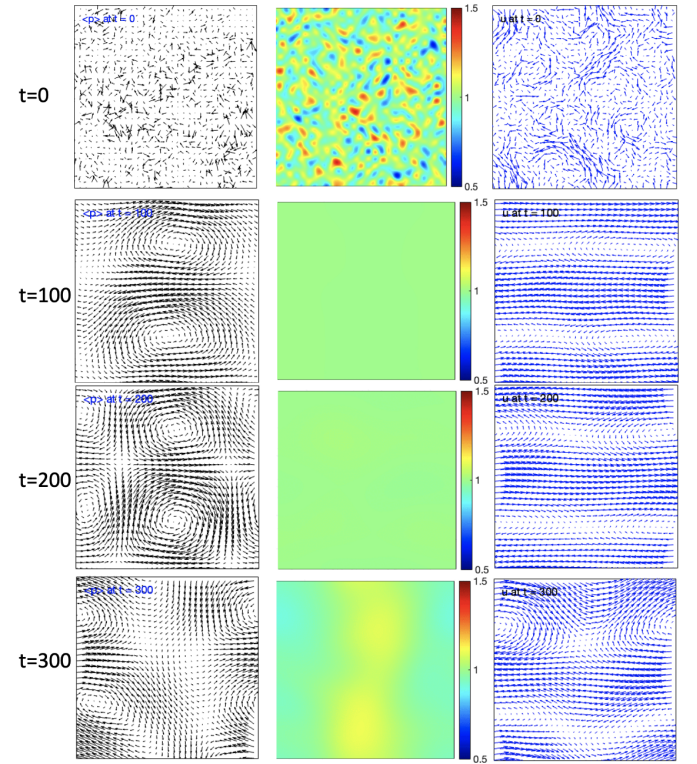 <p> at t = 0
1.5
u at t = 0
t=0
1
0.5
<p> at t = 100
1.5
u at t = 100
t=100
1
0.5
<p> at t = 200
1.5
u at t = 200
t=200
1
0.5
<p> at t = 300
1.5
u at t = 300
t=300
1
0.5